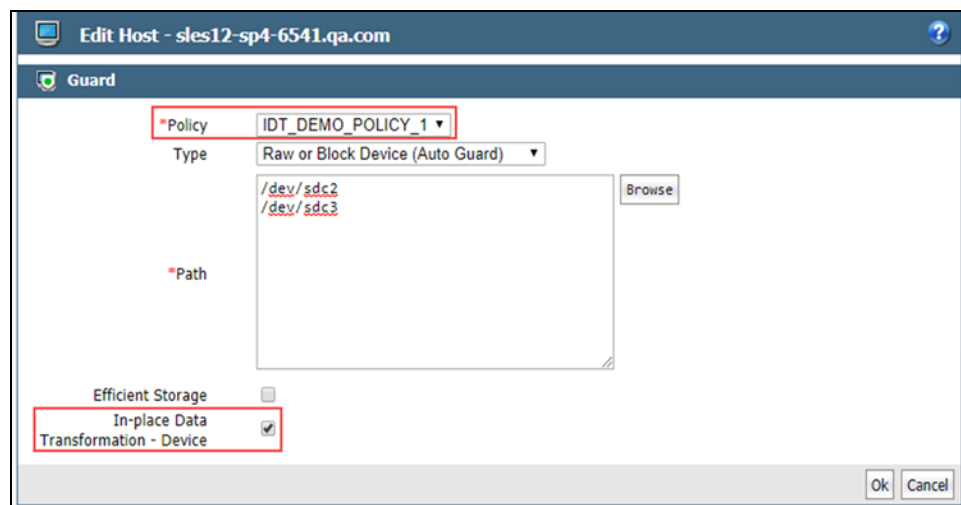 Edit Host - sles12-sp4-6541.qa.com
?
Guard
*Policy IDT_DEMO_POLICY_1
Type Raw or Block Device (Auto Guard)
/dev/sdc2
/dev/sdc3
Browse
*Path
Efficient Storage
In-place Data
Transformation - Device
Ok Cancel